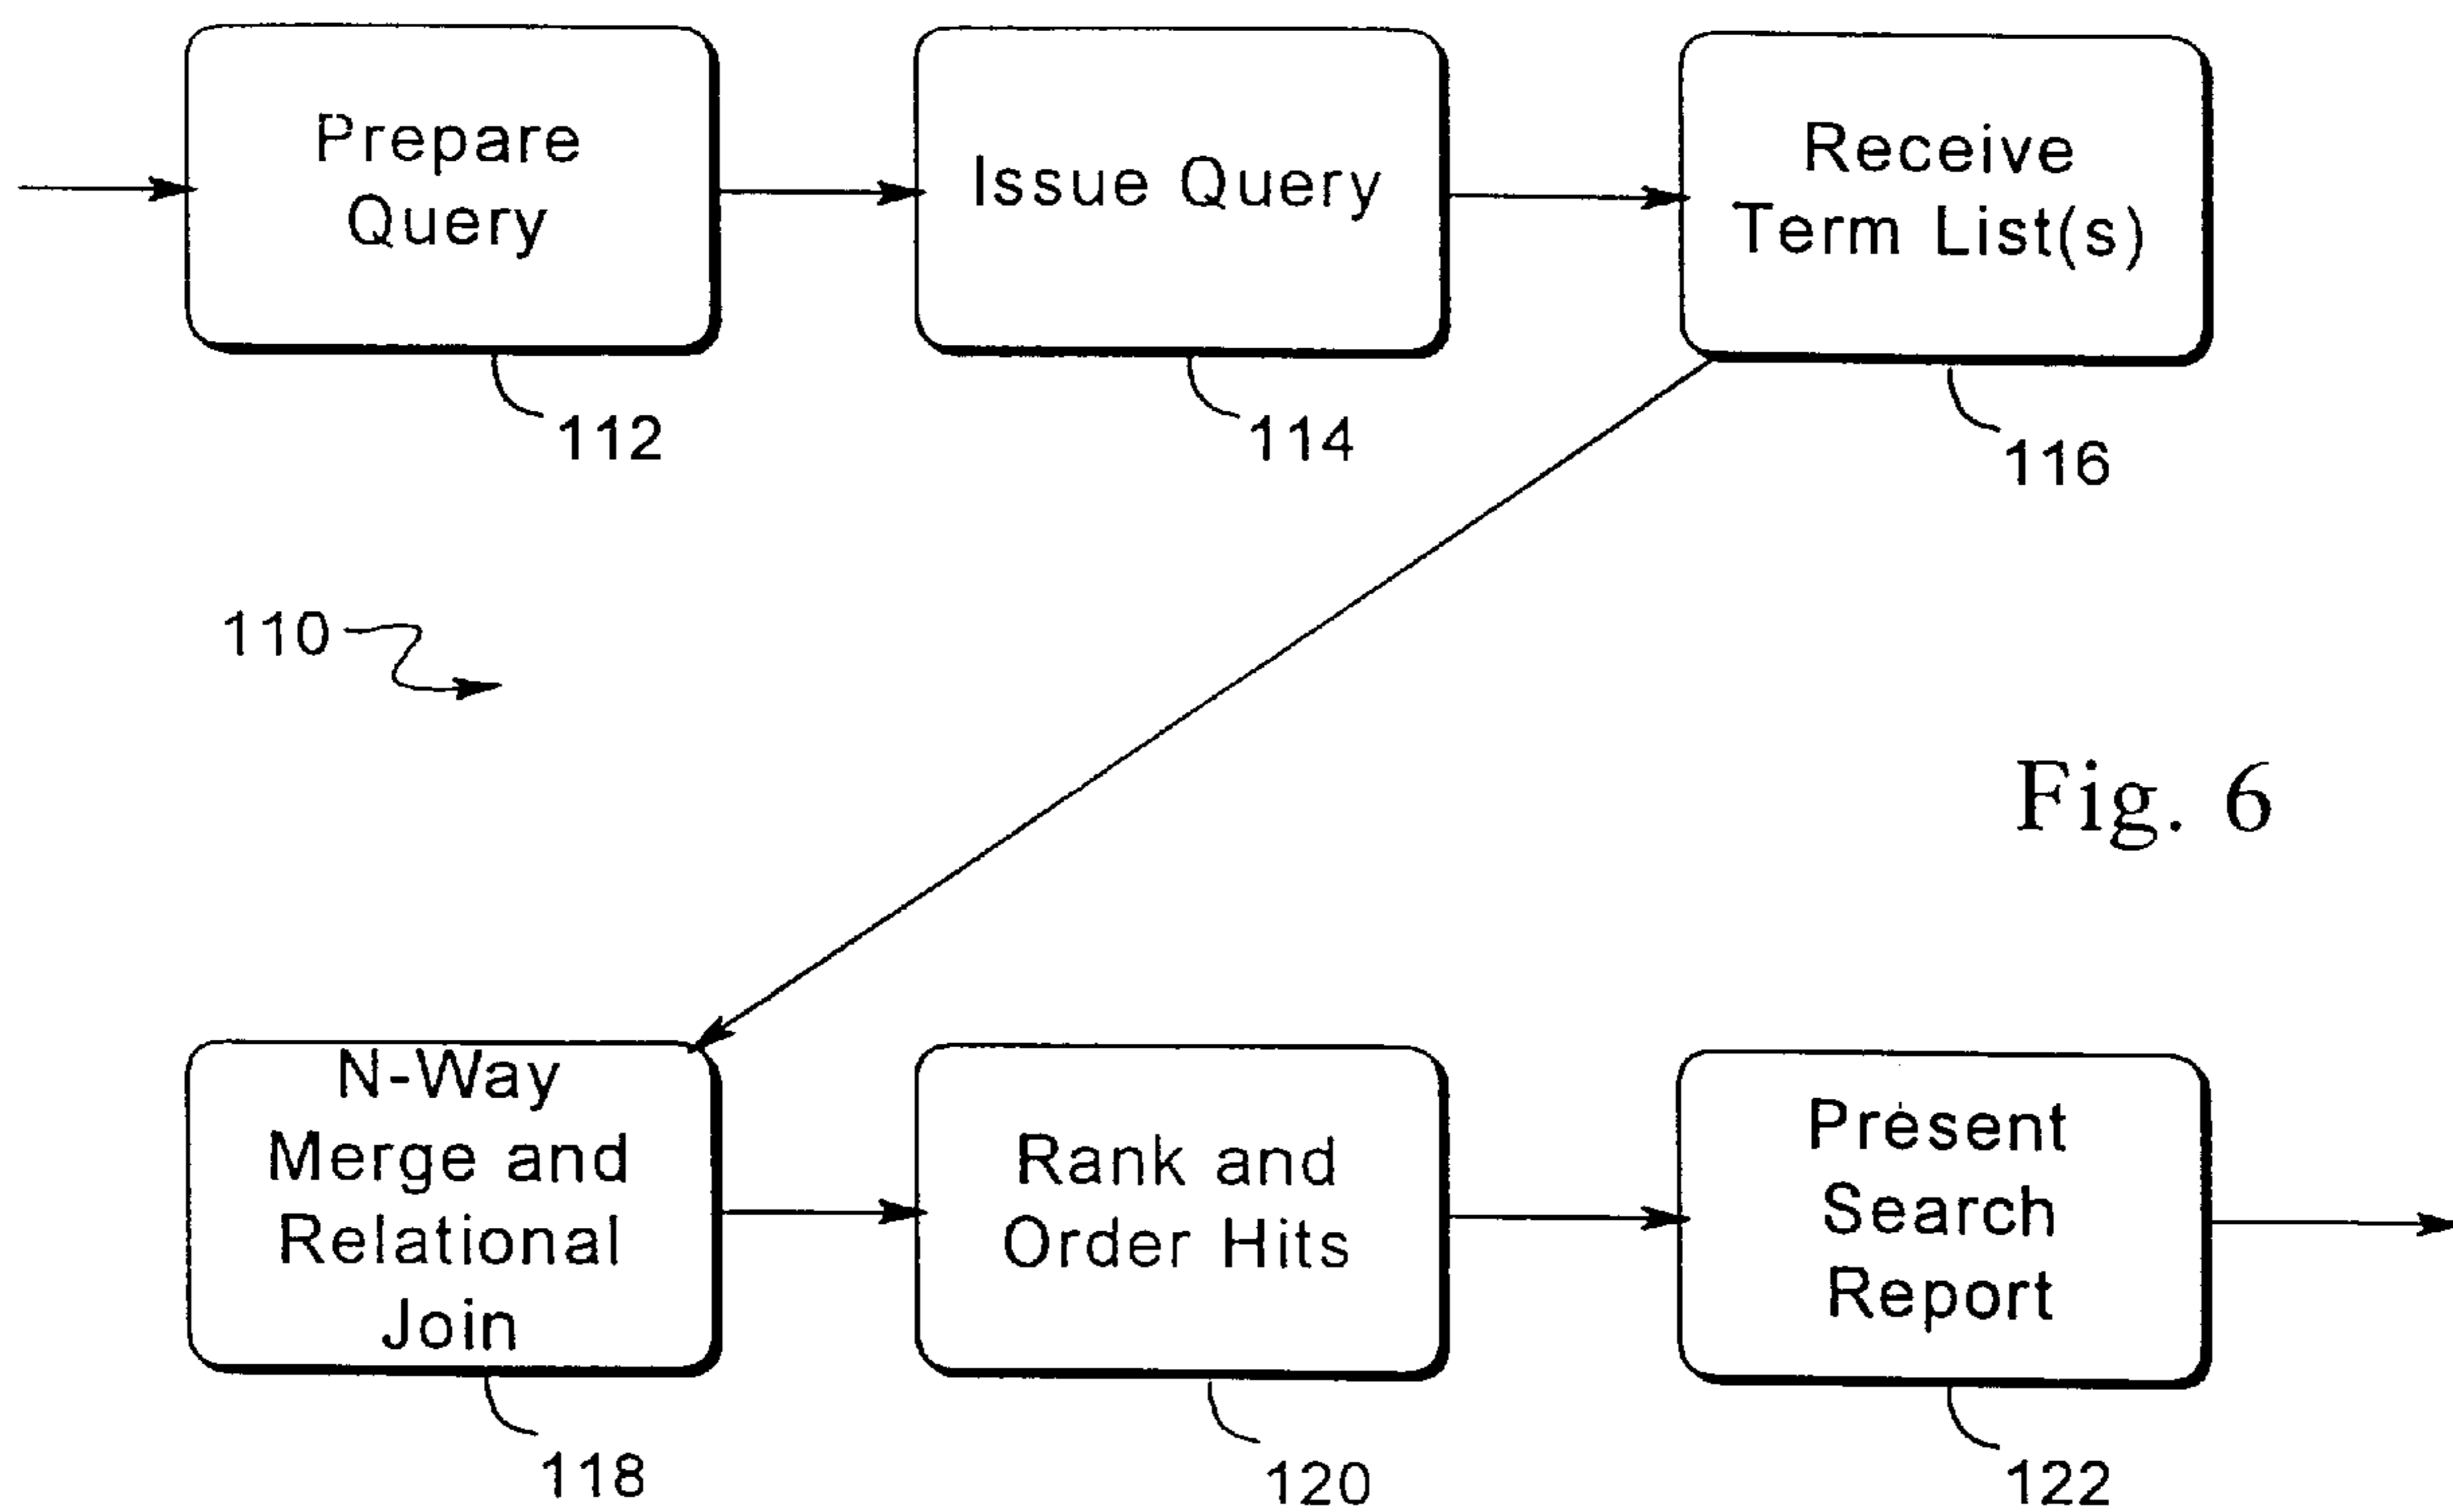 Prepare
Query
112
Issue Query
114
Receive
Term List(s)
116
110
Fig. 6
N-Way
Merge and
Relational
Join
118
Rank and
Order Hits
120
Present
Search
Report
122